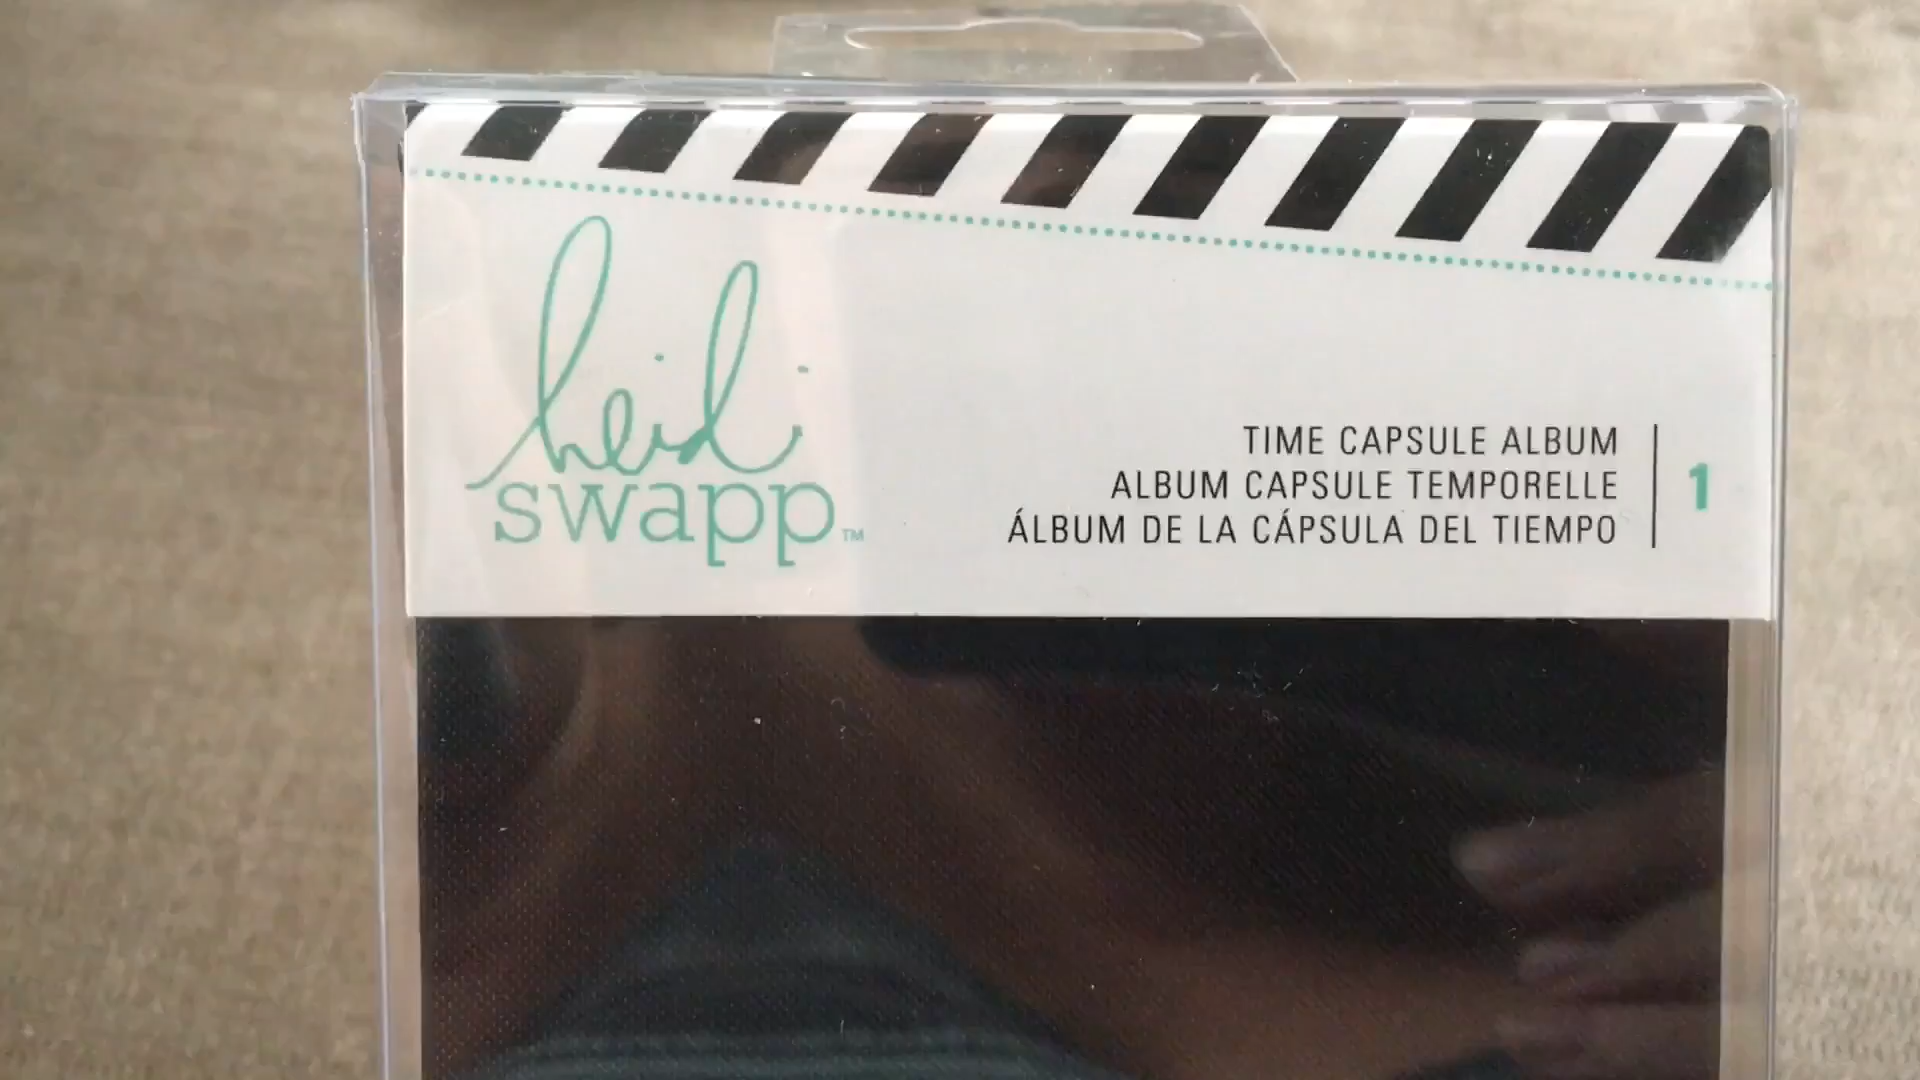 heidi
swapp™
TIME CAPSULE ALBUM
ALBUM CAPSULE TEMPORELLE
ÁLBUM DE LA CÁPSULA DEL TIEMPO
1